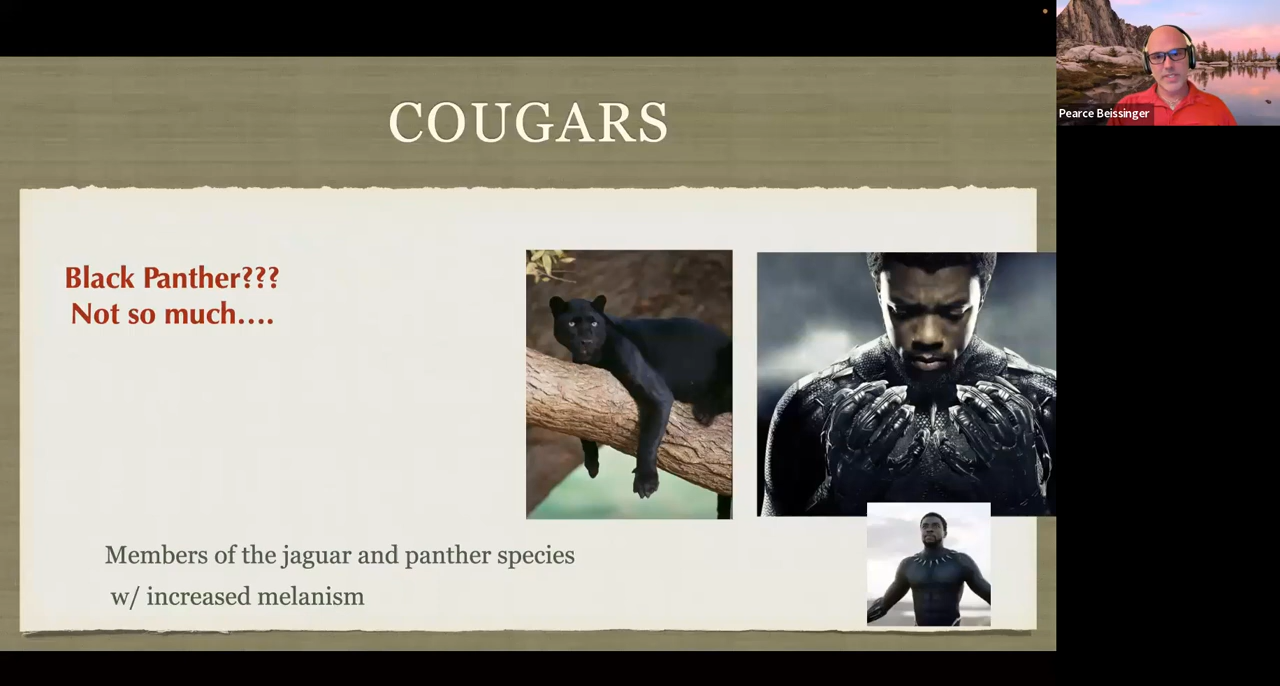 COUGARS
Black Panther???
Not so much....
Members of the jaguar and panther species
w/ increased melanism
Pearce Beissinger